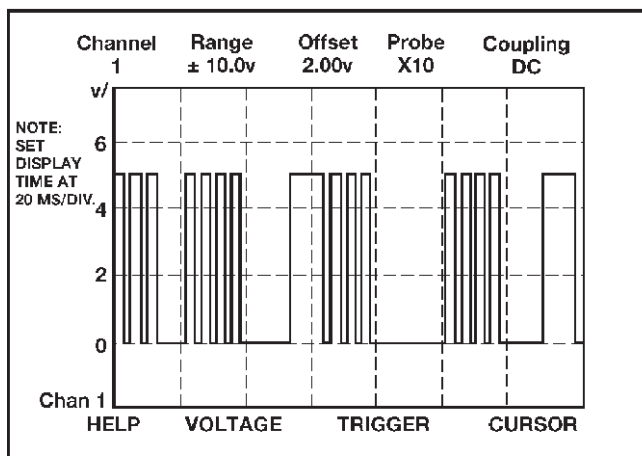 Channel Range Offset Probe Coupling
1 ± 10.0v 2.00v X10 DC
v/
NOTE:
SET
DISPLAY
TIME AT
20 MS/DIV.
6
4
2
0
Chan 1
HELP VOLTAGE TRIGGER CURSOR